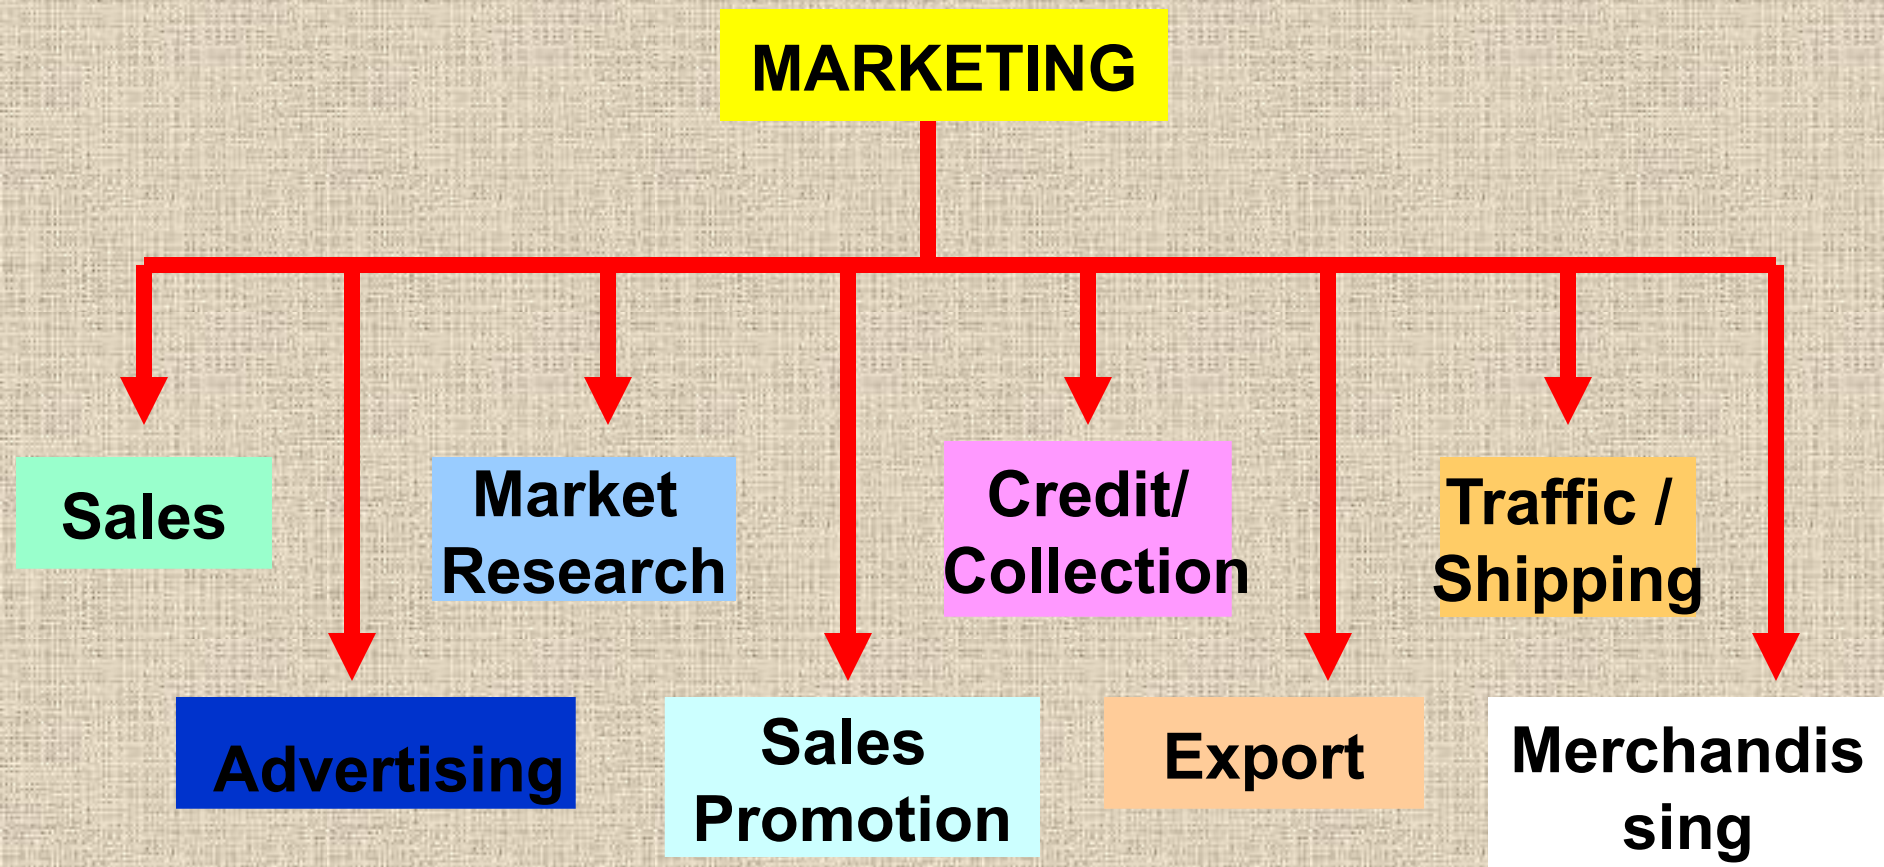 MARKETING
Sales
Market
Research
Credit/
Collection
Traffic /
Shipping
Advertising
Sales
Promotion
Export
Merchandis
sing